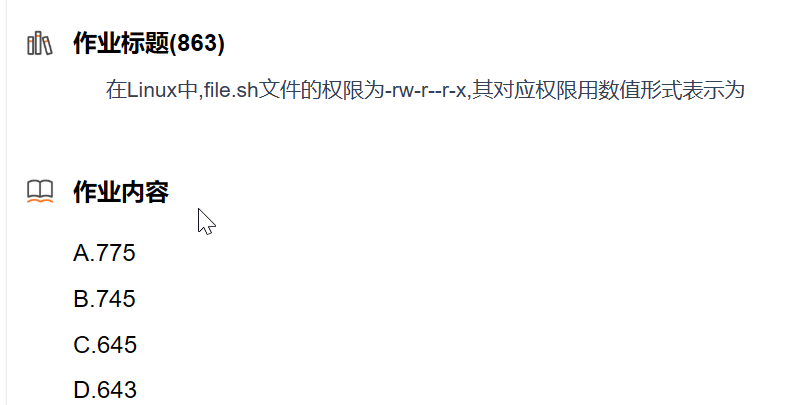 作业标题(863)
在Linux中,file.sh文件的权限为-rw-r--r-x,其对应权限用数值形式表示为
作业内容
A.775
B.745
C.645
D.643